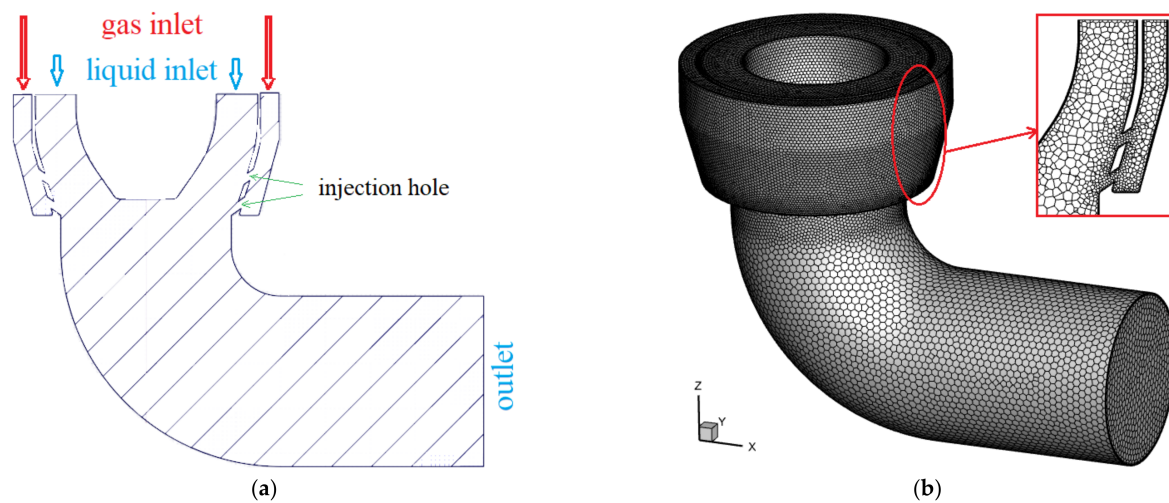 gas inlet
liquid inlet
injection hole
outlet
Z
Y
X
(a)
(b)